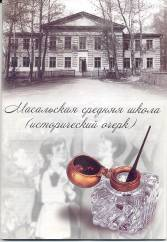 Масальская средняя школа
(исторический очерк)